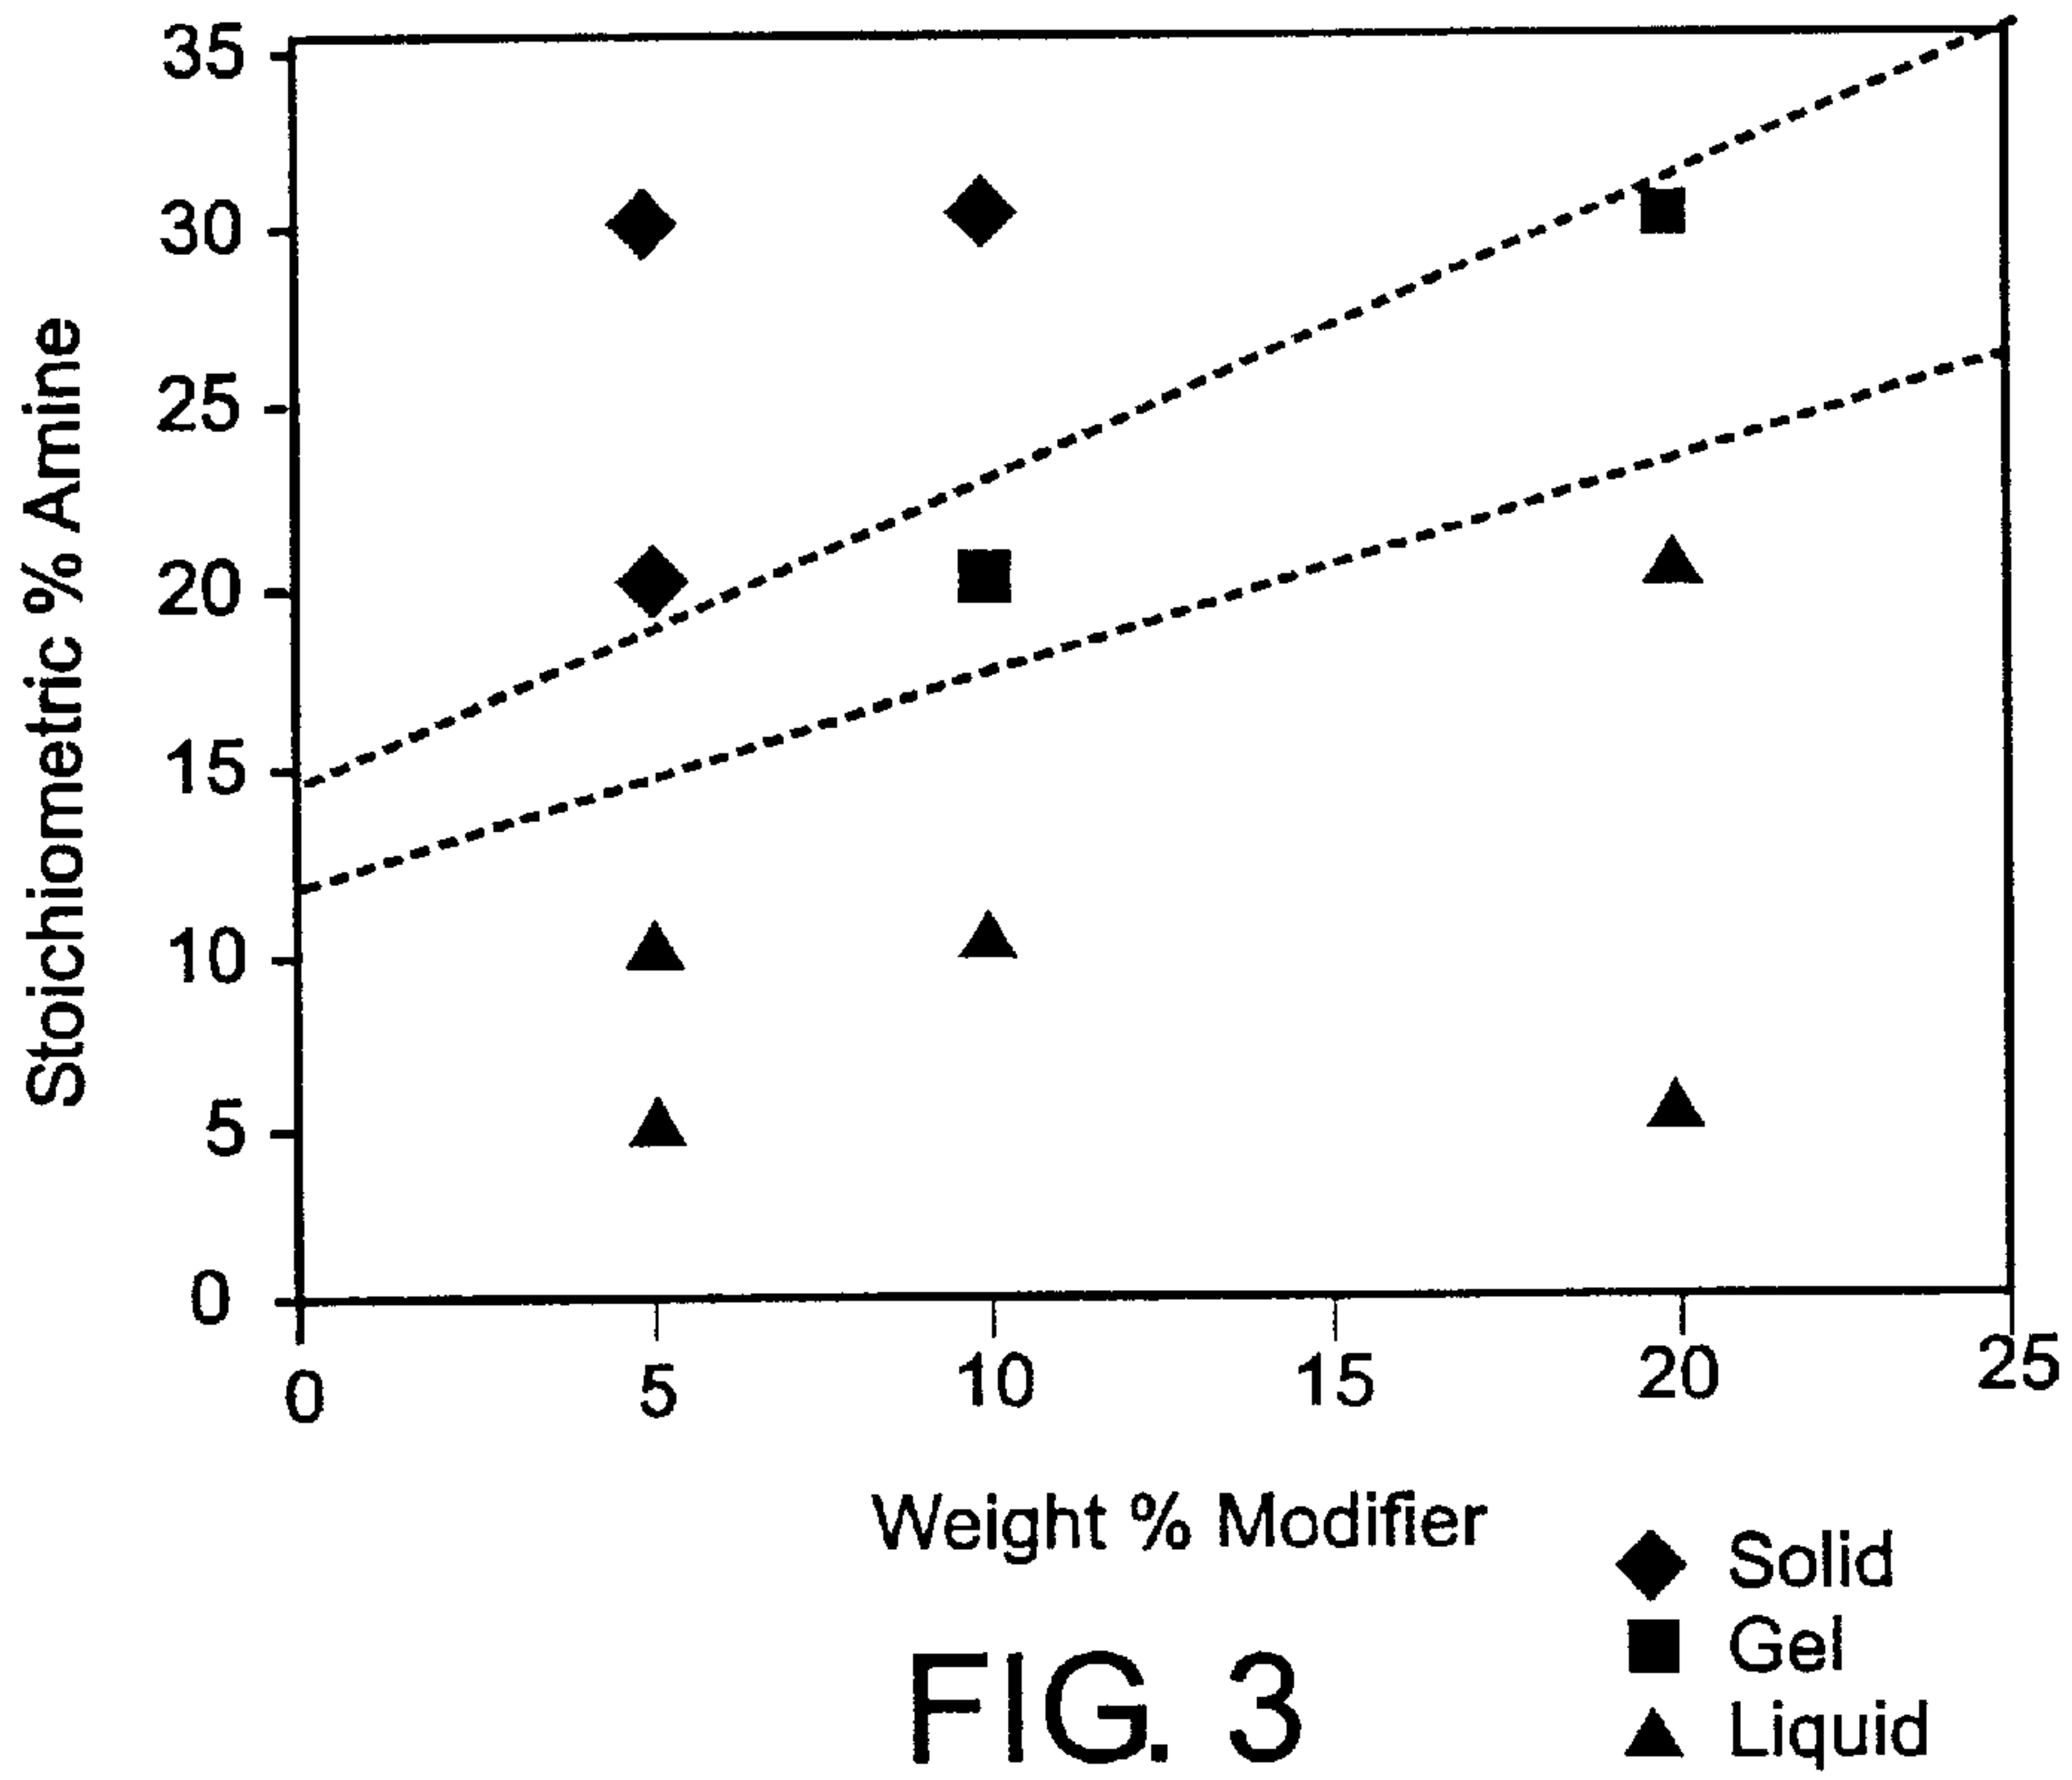 35
30
25
20
15
10
5
0
Stoichiometric % Amine
0 5 10 15 20 25
Weight % Modifier
Solid
Gel
Liquid
FIG. 3